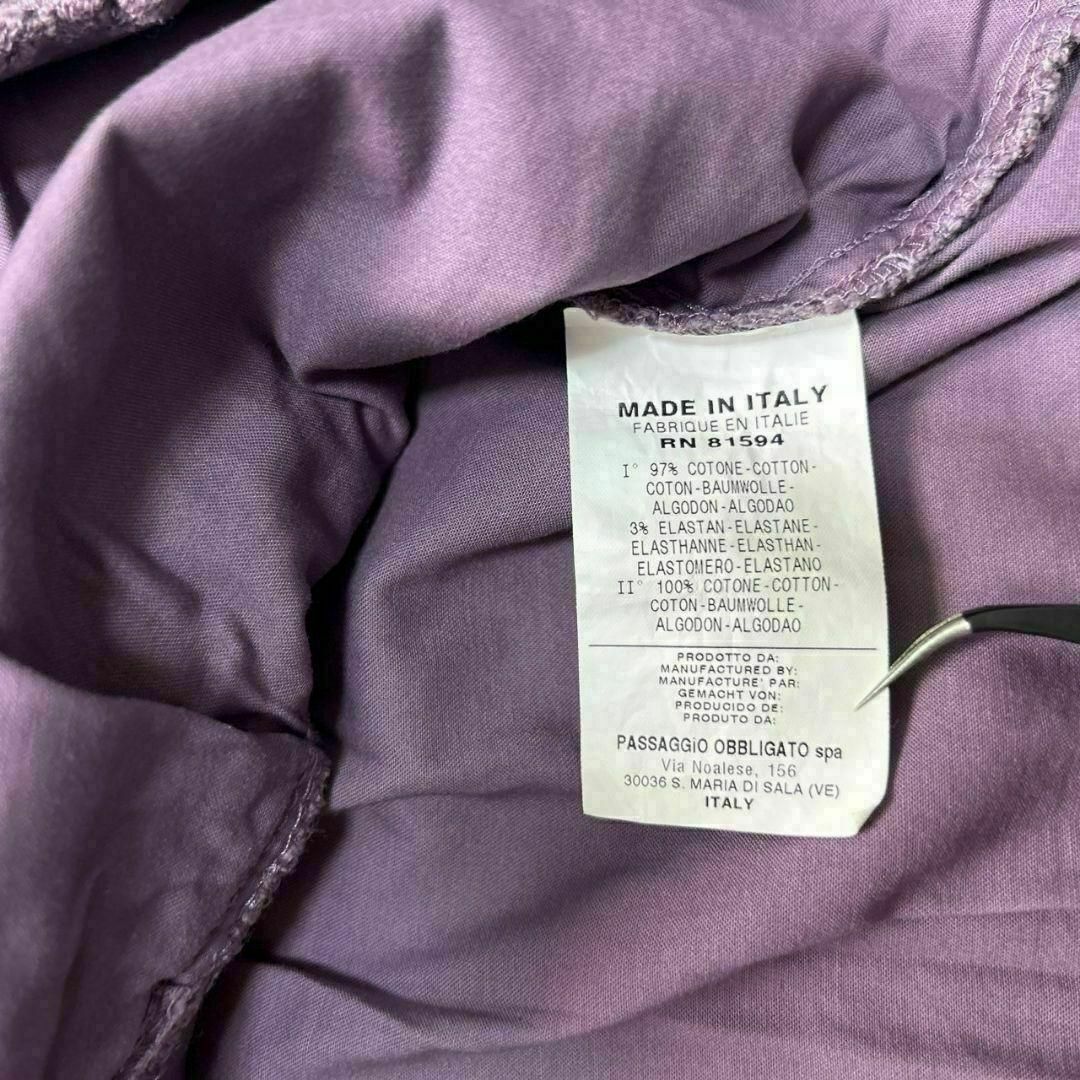 MADE IN ITALY
FABRIQUE EN ITALIE
RN 81594
I° 97% COTONE-COTTON-
COTON-BAUMWOLLE-
ALGODON-ALGODAO
3% ELASTAN-ELASTANE-
ELASTHANNE-ELASTHAN-
ELASTOMERO-ELASTANO
II° 100% COTONE-COTTON-
COTON-BAUMWOLLE-
ALGODON-ALGODAO
PRODOTTO DA:
MANUFACTURED BY:
MANUFACTURE' PAR:
GEMACHT VON:
PRODUCIDO DE:
PRODUTO DA:
PASSAGGiO OBBLIGATO spa
Via Noalese, 156
30036 S. MARIA DI SALA (VE)
ITALY